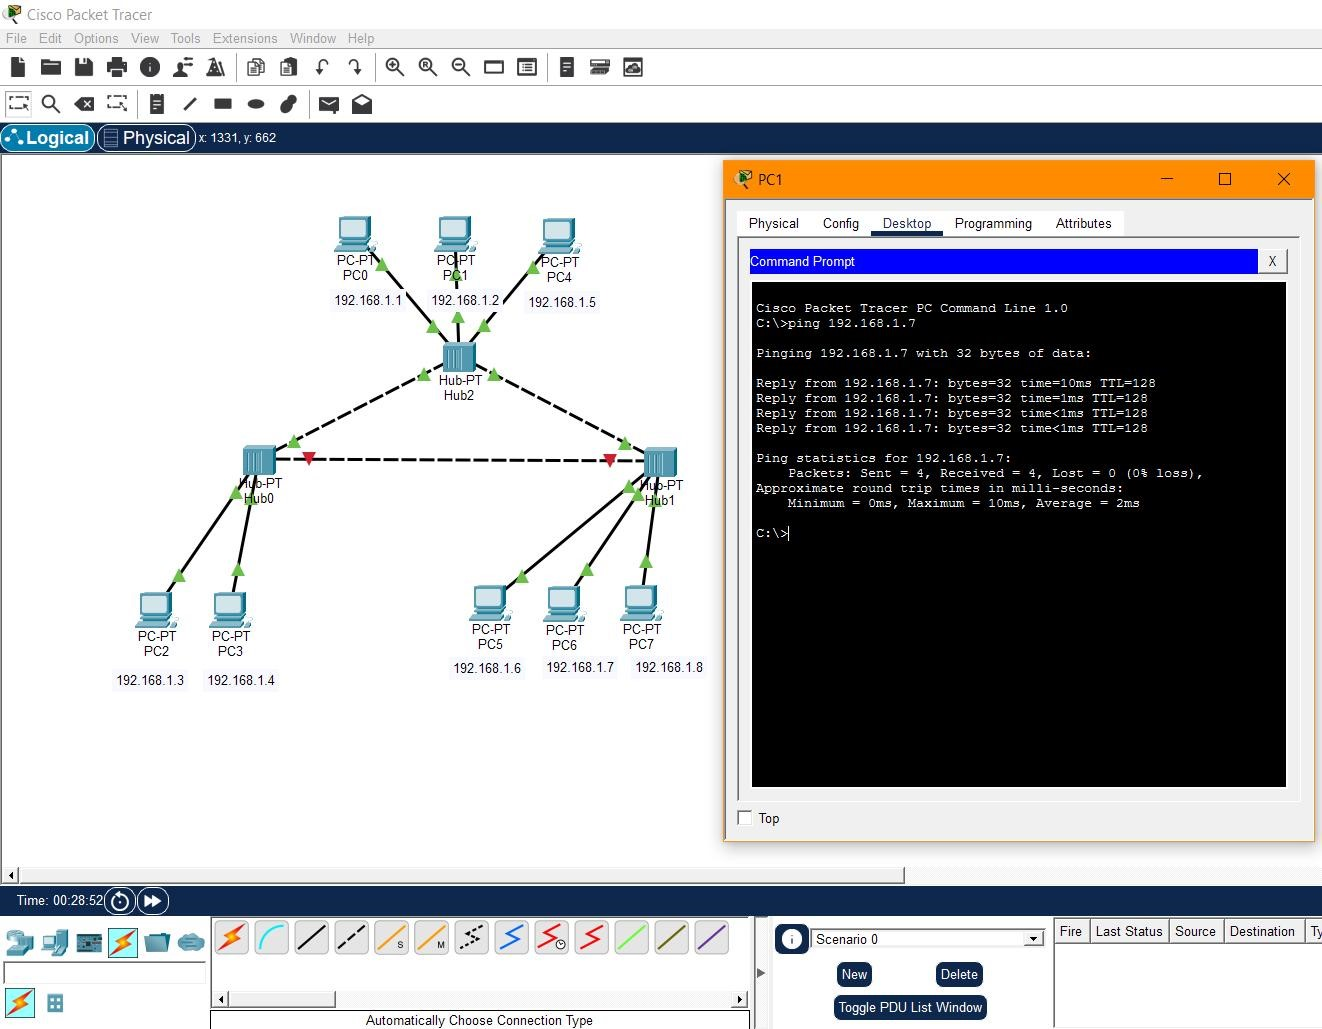 Cisco Packet Tracer
File Edit Options View Tools Extensions Window Help
Logical Physical x: 1331, y: 662
PC-PT
PC0
192.168.1.1
PC-PT
PC1
192.168.1.2
PC-PT
PC4
192.168.1.5
Hub-PT
Hub2
Hub-PT
Hub0
Hub-PT
Hub1
PC-PT
PC2
192.168.1.3
PC-PT
PC3
192.168.1.4
PC-PT
PC5
192.168.1.6
PC-PT
PC6
192.168.1.7
PC-PT
PC7
192.168.1.8
PC1
Physical Config Desktop Programming Attributes
Command Prompt X
Cisco Packet Tracer PC Command Line 1.0
C:\>ping 192.168.1.7
Pinging 192.168.1.7 with 32 bytes of data:
Reply from 192.168.1.7: bytes=32 time=10ms TTL=128
Reply from 192.168.1.7: bytes=32 time=1ms TTL=128
Reply from 192.168.1.7: bytes=32 time<1ms TTL=128
Reply from 192.168.1.7: bytes=32 time<1ms TTL=128
Ping statistics for 192.168.1.7:
Packets: Sent = 4, Received = 4, Lost = 0 (0% loss),
Approximate round trip times in milli-seconds:
Minimum = 0ms, Maximum = 10ms, Average = 2ms
C:\>
Top
Time: 00:28:52
S
M
Automatically Choose Connection Type
Scenario 0
New Delete
Toggle PDU List Window
Fire Last Status Source Destination Ty